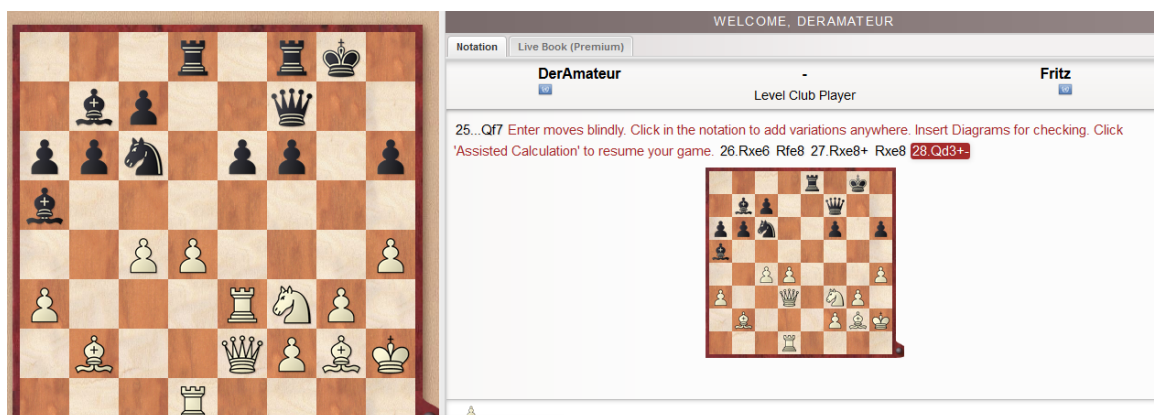 WELCOME, DERAMATEUR
Notation Live Book (Premium)
DerAmateur - Fritz
Level Club Player
25...Qf7 Enter moves blindly. Click in the notation to add variations anywhere. Insert Diagrams for checking. Click
'Assisted Calculation' to resume your game. 26.Rxe6 Rfe8 27.Rxe8+ Rxe8 28.Qd3+-